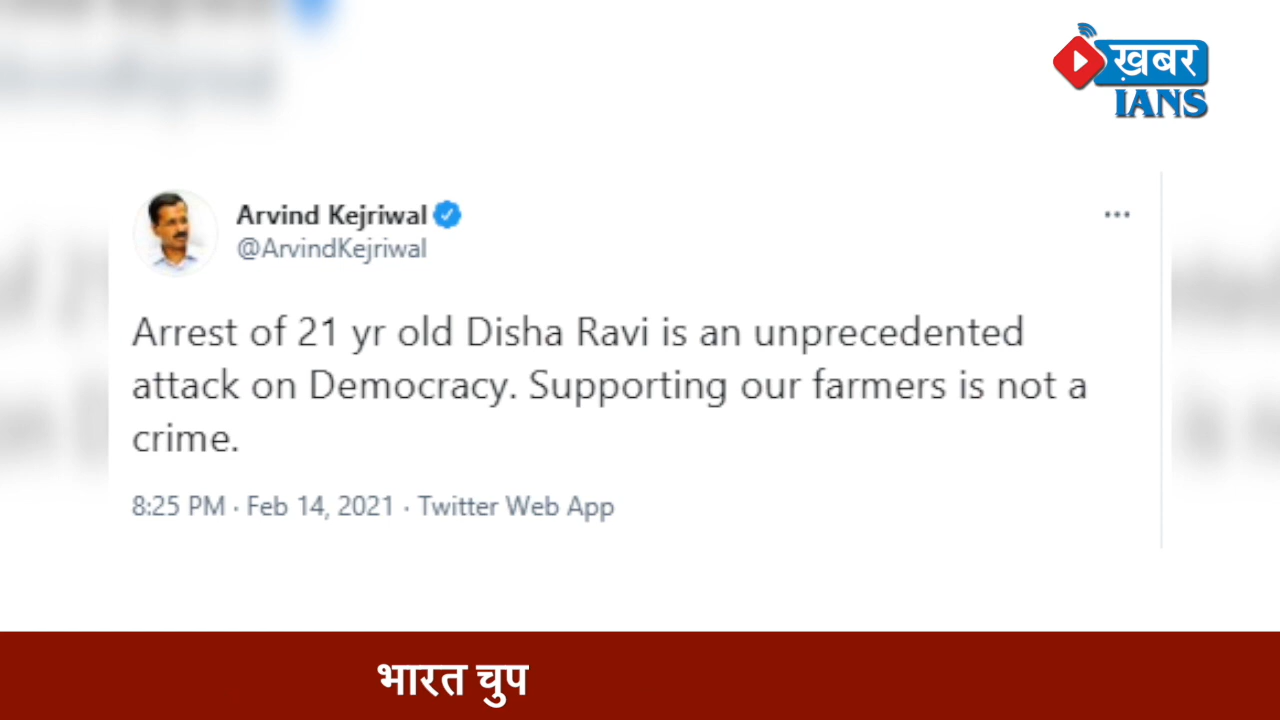 ख़बर
IANS
Arvind Kejriwal
@ArvindKejriwal
Arrest of 21 yr old Disha Ravi is an unprecedented
attack on Democracy. Supporting our farmers is not a
crime.
8:25 PM · Feb 14, 2021 · Twitter Web App
भारत चुप